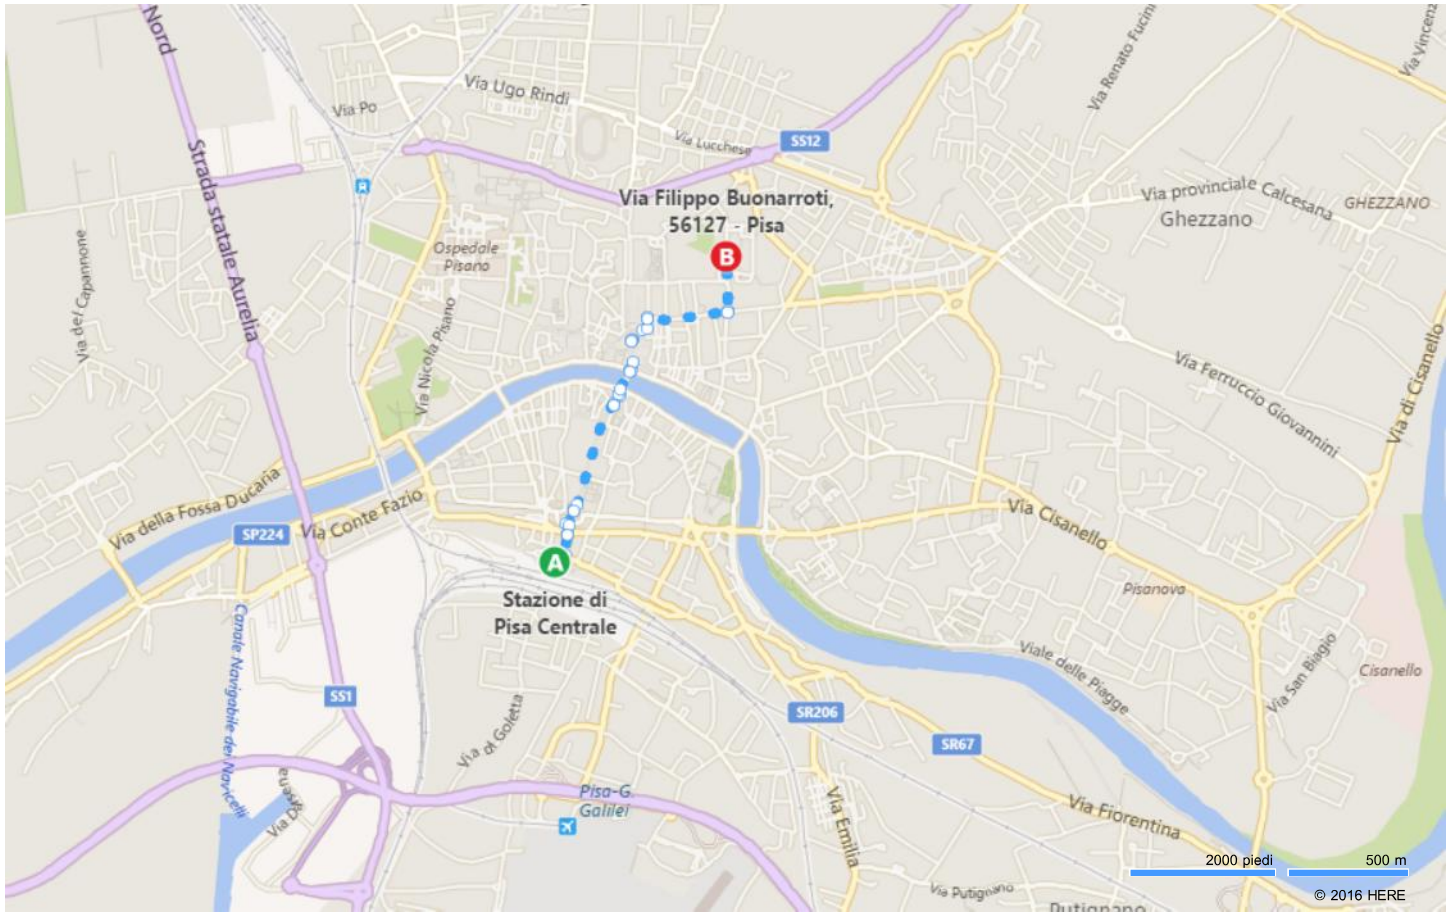 Nord
Via Po
Via Ugo Rindi
Via Lucchese
SS12
Via Renato Fucini
Strada statale Aurelia
Via Filippo Buonarroti,
56127 - Pisa
Via provinciale Calcesana
GHEZZANO
Ghezzano
Ospedale
Pisano
B
Via del Capannone
Via Nicola Pisano
Via Ferruccio Giovannini
Via di Cisanello
Via della Fossa Ducaria
SP224
Via Conte Fazio
Via Cisanello
A
Stazione di
Pisa Centrale
Pisanova
Canale Navigabile dei Navicelli
Viale delle Piagge
Via San Biagio
Cisanello
SS1
SR206
SR67
Via di Goletta
Pisa-G.
Galilei
Via Emilia
Via Fiorentina
2000 piedi
500 m
Via Putignano
Putignano
© 2016 HERE